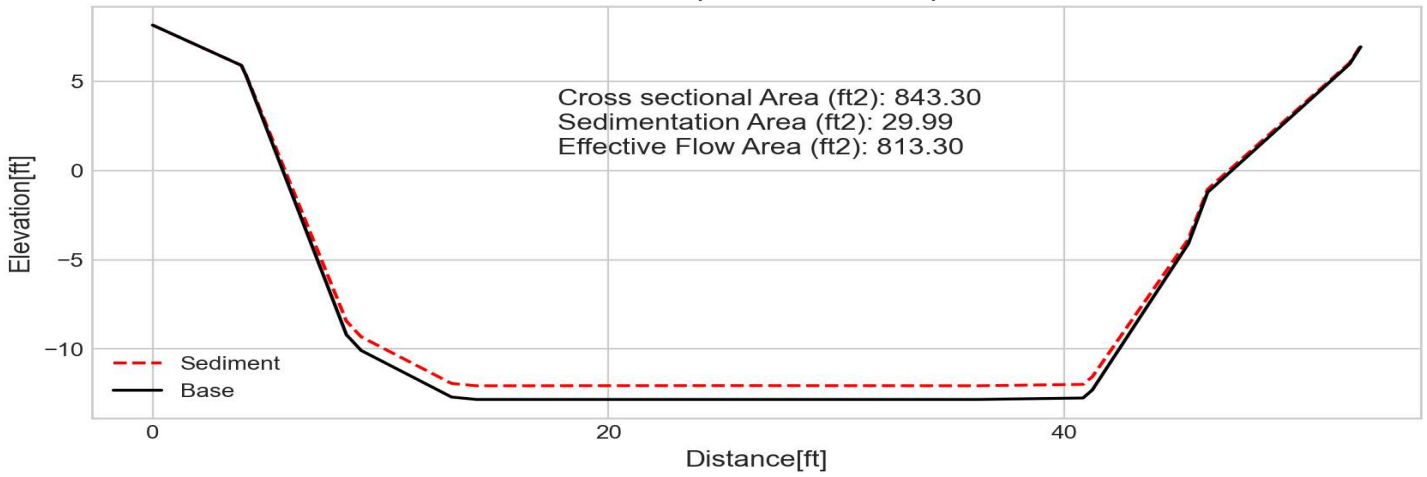 5
0
−5
−10
Elevation[ft]
Cross sectional Area (ft2): 843.30
Sedimentation Area (ft2): 29.99
Effective Flow Area (ft2): 813.30
Sediment
Base
0
20
40
Distance[ft]